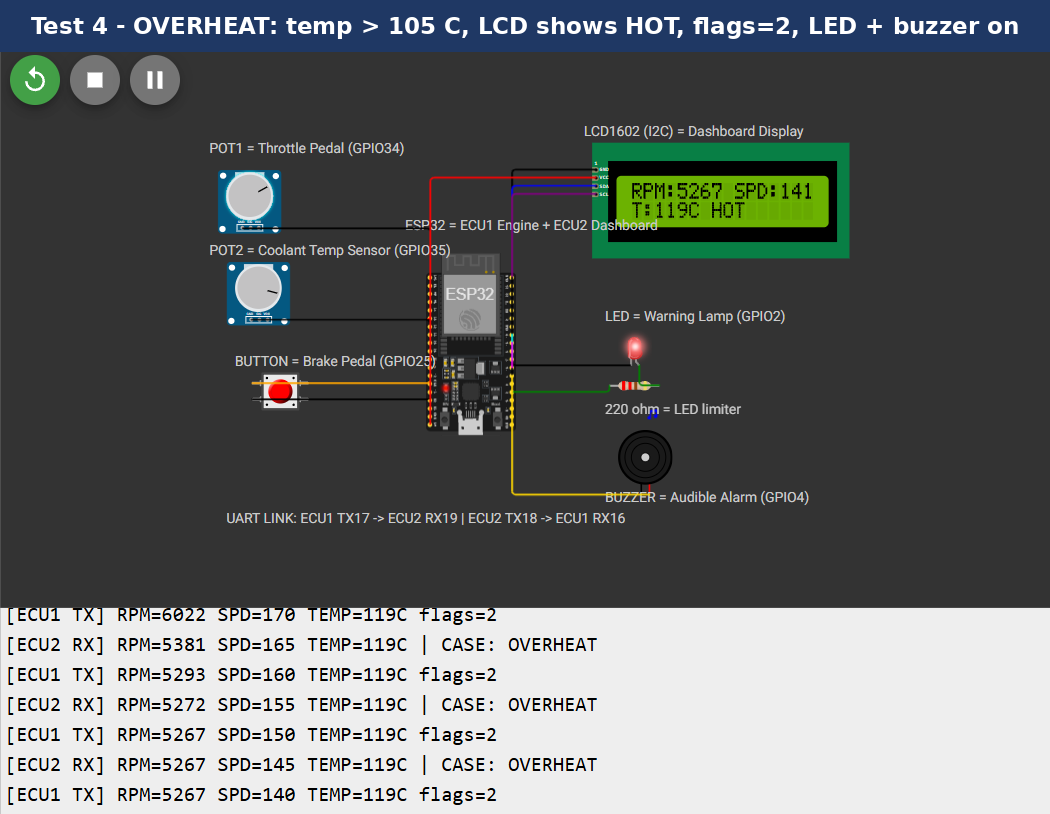 Test 4 - OVERHEAT: temp > 105 C, LCD shows HOT, flags=2, LED + buzzer on
LCD1602 (I2C) = Dashboard Display
POT1 = Throttle Pedal (GPIO34)
1
GND
VCC
SDA
SCL
RPM:5267 SPD:141
T:119C HOT
ESP32 = ECU1 Engine + ECU2 Dashboard
POT2 = Coolant Temp Sensor (GPIO35)
ESP32
LED = Warning Lamp (GPIO2)
BUTTON = Brake Pedal (GPIO25)
220 ohm = LED limiter
BUZZER = Audible Alarm (GPIO4)
UART LINK: ECU1 TX17 -> ECU2 RX19 | ECU2 TX18 -> ECU1 RX16
[ECU1 TX] RPM=6022 SPD=170 TEMP=119C flags=2
[ECU2 RX] RPM=5381 SPD=165 TEMP=119C | CASE: OVERHEAT
[ECU1 TX] RPM=5293 SPD=160 TEMP=119C flags=2
[ECU2 RX] RPM=5272 SPD=155 TEMP=119C | CASE: OVERHEAT
[ECU1 TX] RPM=5267 SPD=150 TEMP=119C flags=2
[ECU2 RX] RPM=5267 SPD=145 TEMP=119C | CASE: OVERHEAT
[ECU1 TX] RPM=5267 SPD=140 TEMP=119C flags=2